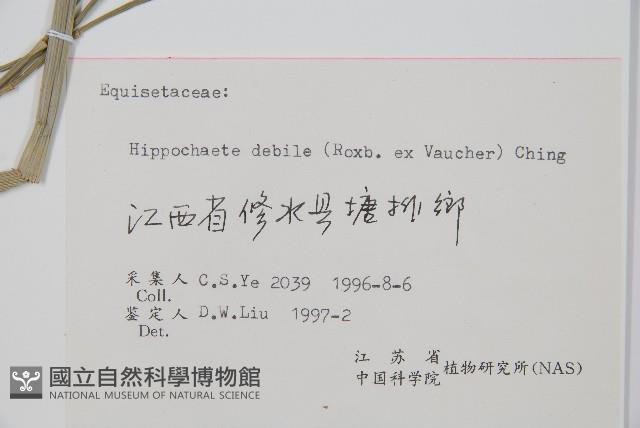 Equisetaceae:
Hippochaete debile (Roxb. ex Vaucher) Ching
江西省修水县塘排鄉
采集人 C.S.Ye 2039 1996-8-6
Coll.
鉴定人 D.W.Liu 1997-2
Det.
江苏省
中国科学院 植物研究所(NAS)
國立自然科學博物館
NATIONAL MUSEUM OF NATURAL SCIENCE